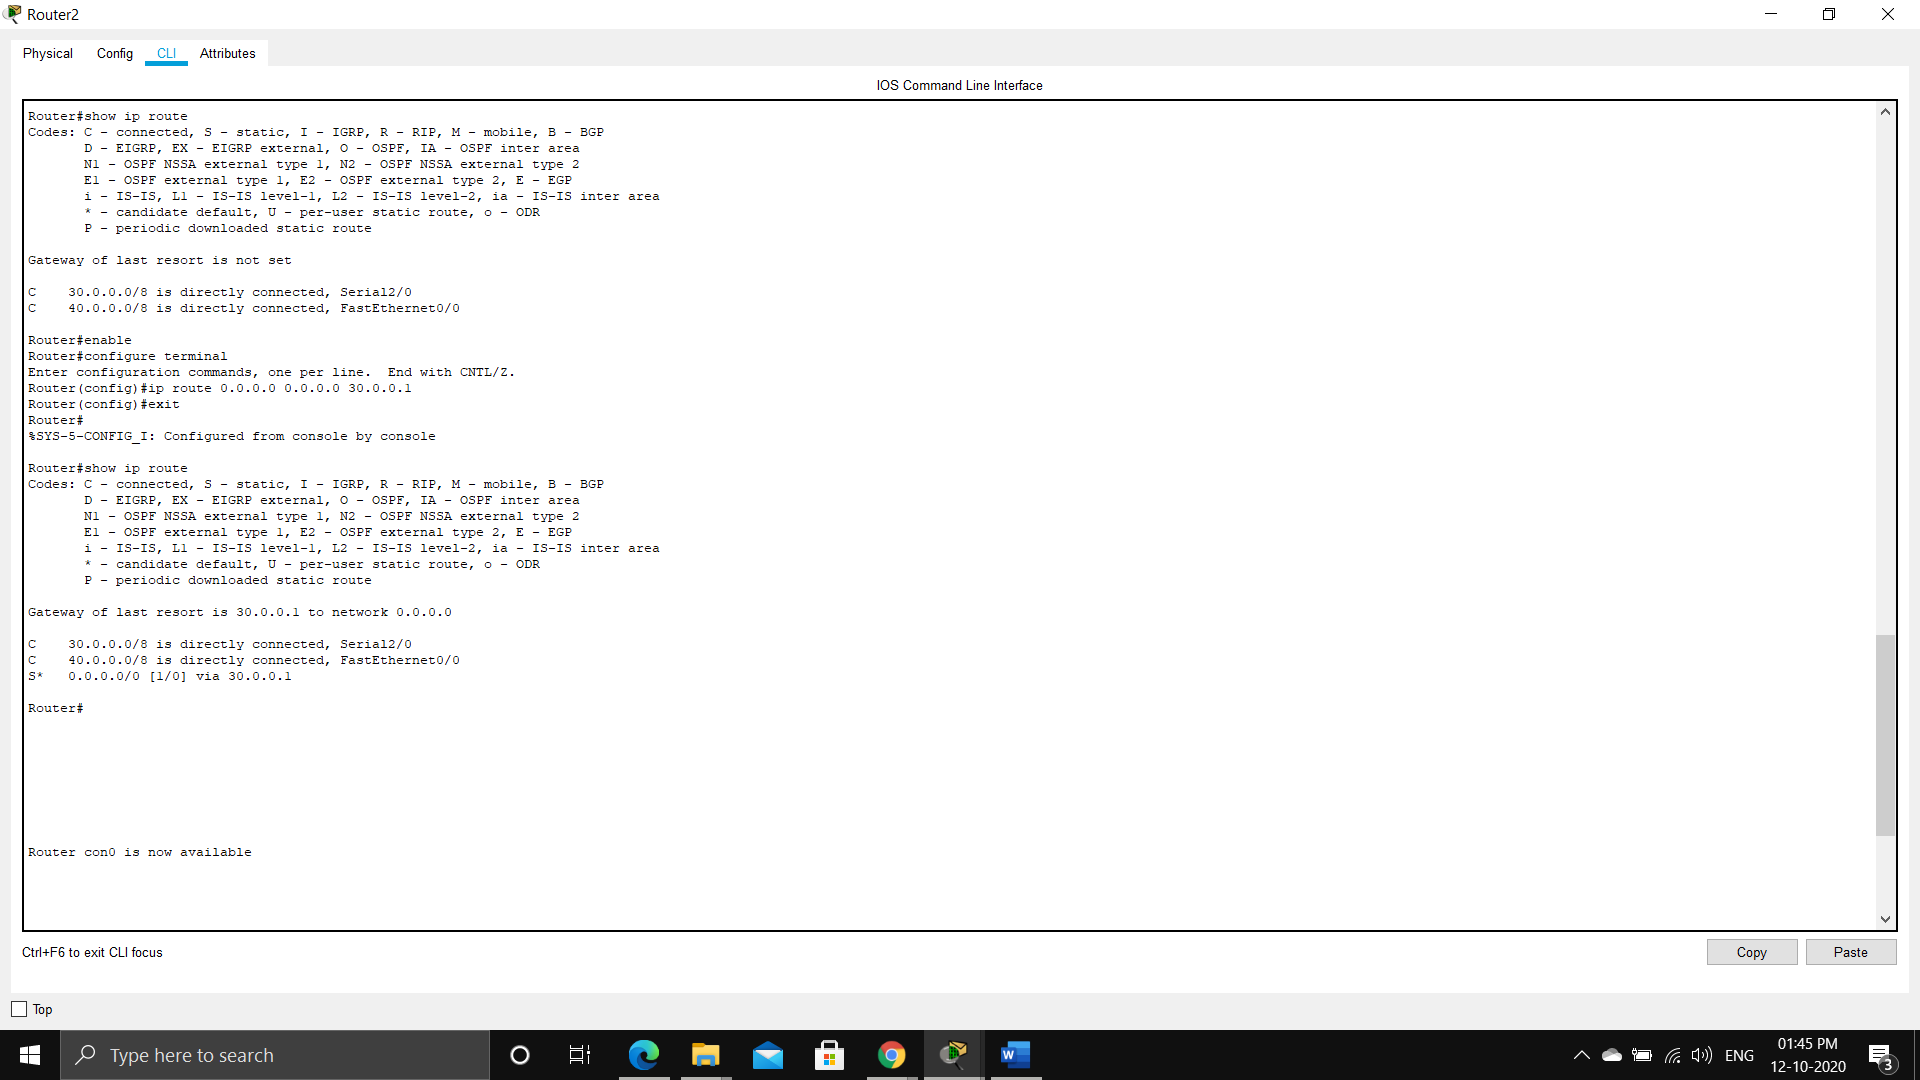 Router2
Physical Config CLI Attributes
IOS Command Line Interface
Router#show ip route
Codes: C - connected, S - static, I - IGRP, R - RIP, M - mobile, B - BGP
D - EIGRP, EX - EIGRP external, O - OSPF, IA - OSPF inter area
N1 - OSPF NSSA external type 1, N2 - OSPF NSSA external type 2
E1 - OSPF external type 1, E2 - OSPF external type 2, E - EGP
i - IS-IS, L1 - IS-IS level-1, L2 - IS-IS level-2, ia - IS-IS inter area
* - candidate default, U - per-user static route, o - ODR
P - periodic downloaded static route
Gateway of last resort is not set
C 30.0.0.0/8 is directly connected, Serial2/0
C 40.0.0.0/8 is directly connected, FastEthernet0/0
Router#enable
Router#configure terminal
Enter configuration commands, one per line. End with CNTL/Z.
Router(config)#ip route 0.0.0.0 0.0.0.0 30.0.0.1
Router(config)#exit
Router#
%SYS-5-CONFIG_I: Configured from console by console
Router#show ip route
Codes: C - connected, S - static, I - IGRP, R - RIP, M - mobile, B - BGP
D - EIGRP, EX - EIGRP external, O - OSPF, IA - OSPF inter area
N1 - OSPF NSSA external type 1, N2 - OSPF NSSA external type 2
E1 - OSPF external type 1, E2 - OSPF external type 2, E - EGP
i - IS-IS, L1 - IS-IS level-1, L2 - IS-IS level-2, ia - IS-IS inter area
* - candidate default, U - per-user static route, o - ODR
P - periodic downloaded static route
Gateway of last resort is 30.0.0.1 to network 0.0.0.0
C 30.0.0.0/8 is directly connected, Serial2/0
C 40.0.0.0/8 is directly connected, FastEthernet0/0
S* 0.0.0.0/0 [1/0] via 30.0.0.1
Router#
Router con0 is now available
Ctrl+F6 to exit CLI focus
Copy Paste
Top
Type here to search
W
ENG
01:45 PM
12-10-2020
3